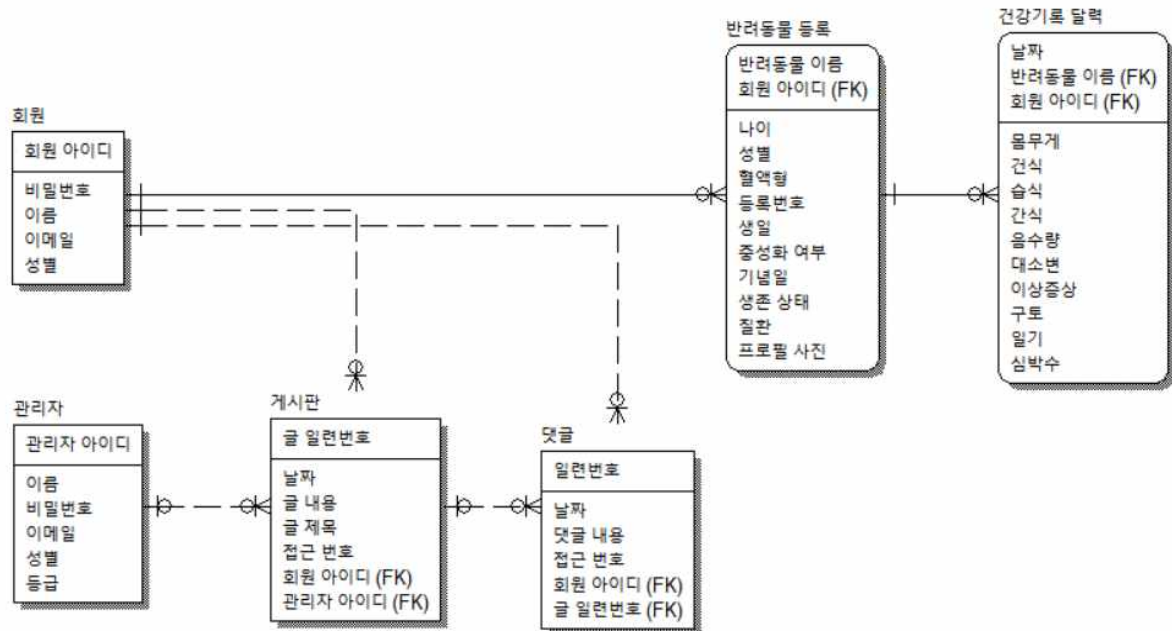 회원
회원 아이디
비밀번호
이름
이메일
성별
반려동물 등록
반려동물 이름
회원 아이디 (FK)
나이
성별
혈액형
등록번호
생일
중성화 여부
기념일
생존 상태
질환
프로필 사진
건강기록 달력
날짜
반려동물 이름 (FK)
회원 아이디 (FK)
몸무게
건식
습식
간식
음수량
대소변
이상증상
구토
일기
심박수
관리자
관리자 아이디
이름
비밀번호
이메일
성별
등급
게시판
글 일련번호
날짜
글 내용
글 제목
접근 번호
회원 아이디 (FK)
관리자 아이디 (FK)
댓글
일련번호
날짜
댓글 내용
접근 번호
회원 아이디 (FK)
글 일련번호 (FK)